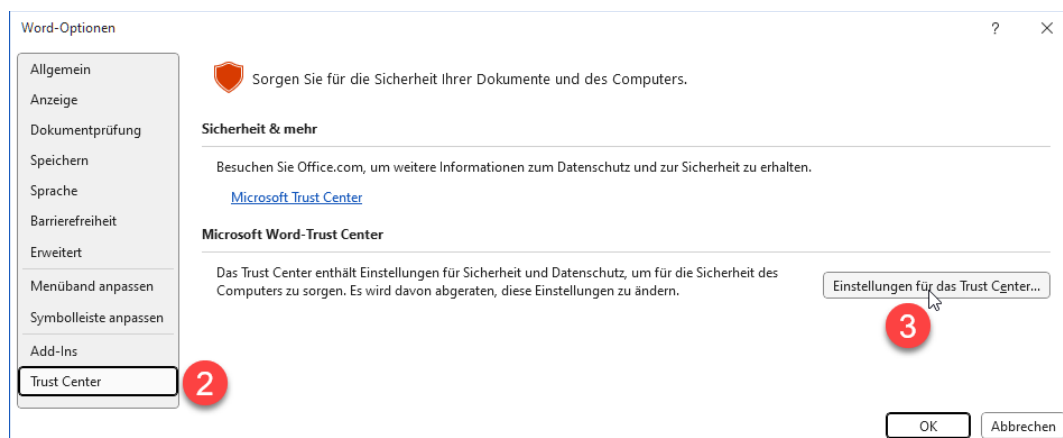 Word-Optionen
?
Allgemein
Anzeige
Dokumentprüfung
Speichern
Sprache
Barrierefreiheit
Erweitert
Menüband anpassen
Symbolleiste anpassen
Add-Ins
Trust Center
2
Sorgen Sie für die Sicherheit Ihrer Dokumente und des Computers.
Sicherheit & mehr
Besuchen Sie Office.com, um weitere Informationen zum Datenschutz und zur Sicherheit zu erhalten.
Microsoft Trust Center
Microsoft Word-Trust Center
Das Trust Center enthält Einstellungen für Sicherheit und Datenschutz, um für die Sicherheit des
Computers zu sorgen. Es wird davon abgeraten, diese Einstellungen zu ändern.
Einstellungen für das Trust Center...
3
OK
Abbrechen